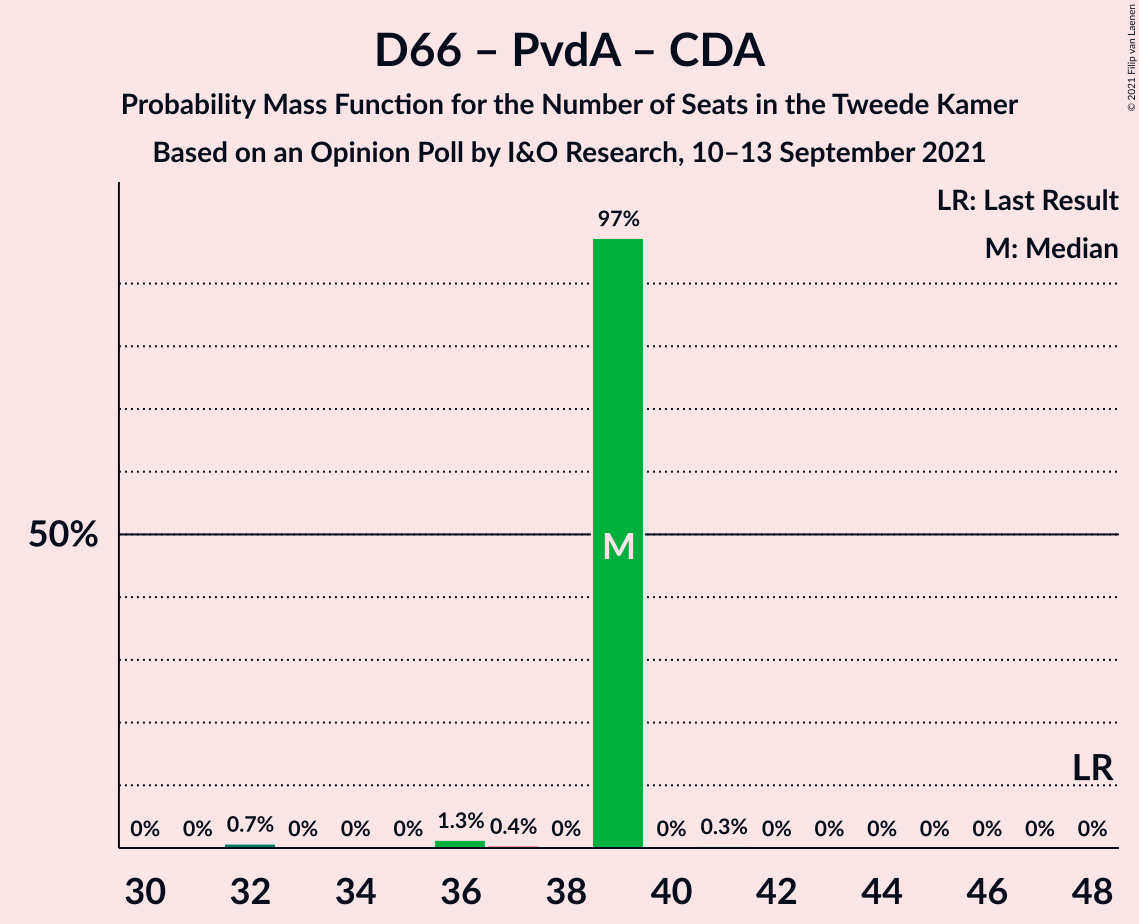 D66 – PvdA – CDA
Probability Mass Function for the Number of Seats in the Tweede Kamer
Based on an Opinion Poll by I&O Research, 10–13 September 2021
© 2021 Filip van Laenen
LR: Last Result
M: Median
97%
50%
M
LR
0% 0% 0.7% 0% 0% 0% 1.3% 0.4% 0% 0% 0.3% 0% 0% 0% 0% 0% 0% 0%
30 32 34 36 38 40 42 44 46 48